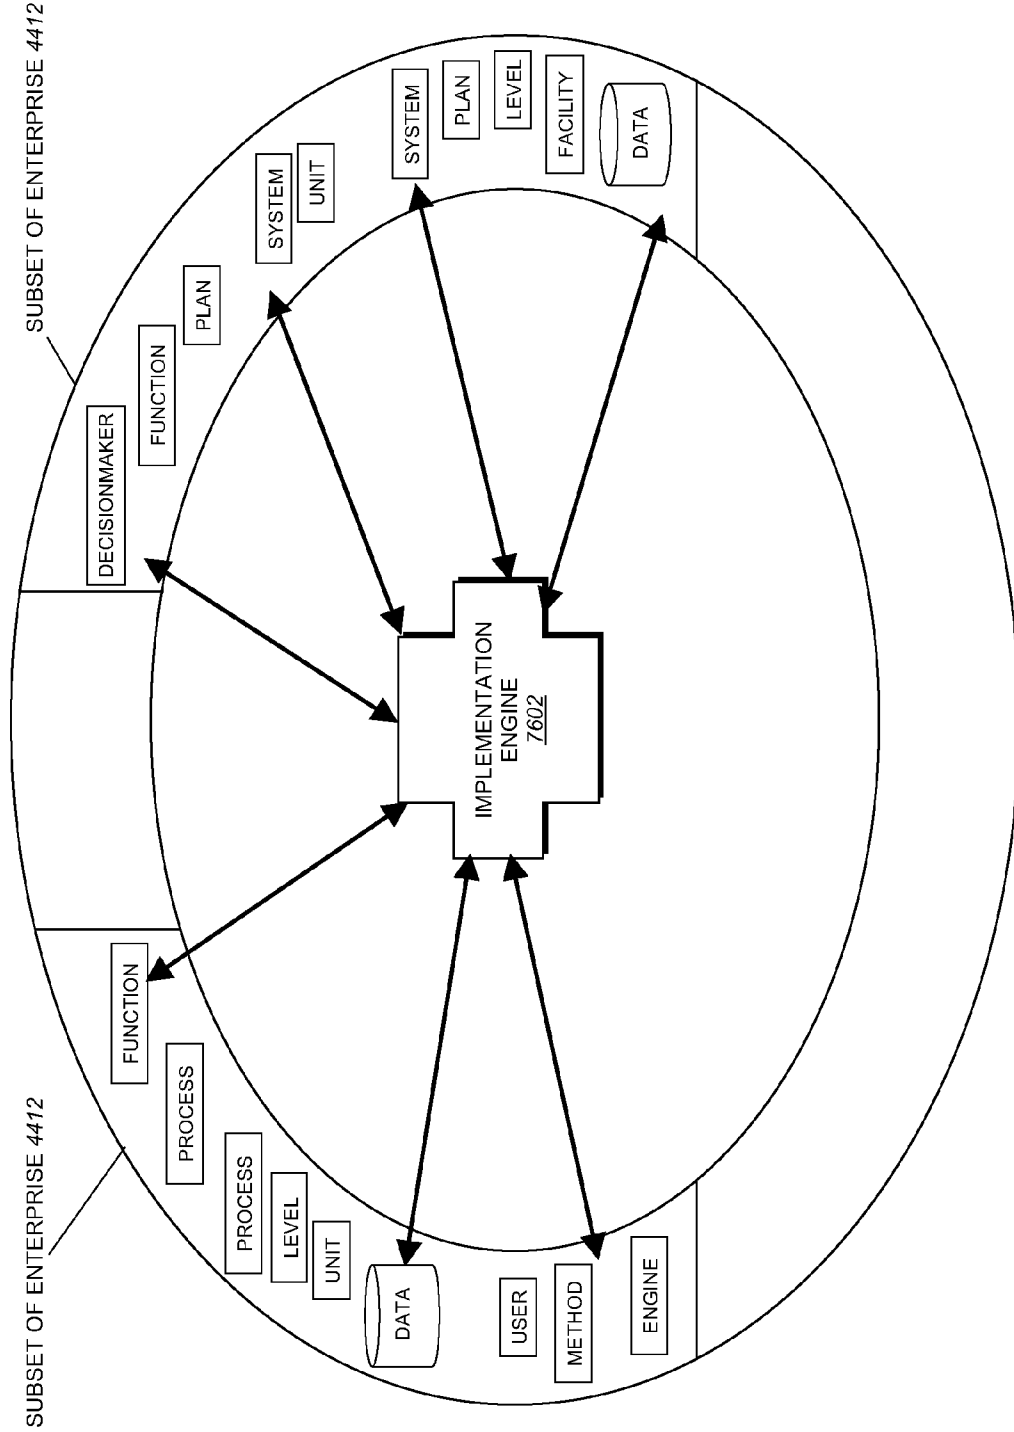 SUBSET OF ENTERPRISE 4412
SUBSET OF ENTERPRISE 4412
FUNCTION
PROCESS
PROCESS
LEVEL
UNIT
DATA
USER
METHOD
ENGINE
DECISIONMAKER
FUNCTION
PLAN
SYSTEM
UNIT
SYSTEM
PLAN
LEVEL
FACILITY
DATA
IMPLEMENTATION
ENGINE
7602